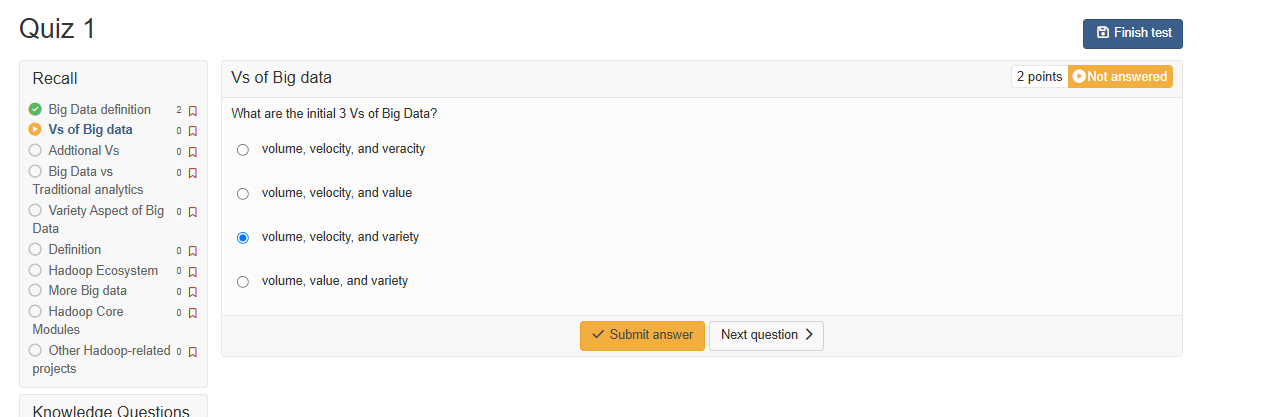 Quiz 1
Finish test
Recall
Big Data definition 2
Vs of Big data 0
Addtional Vs 0
Big Data vs 0
Traditional analytics
Variety Aspect of Big 0
Data
Definition 0
Hadoop Ecosystem 0
More Big data 0
Hadoop Core 0
Modules
Other Hadoop-related 0
projects
Knowledge Questions
Vs of Big data
2 points Not answered
What are the initial 3 Vs of Big Data?
volume, velocity, and veracity
volume, velocity, and value
volume, velocity, and variety
volume, value, and variety
Submit answer
Next question